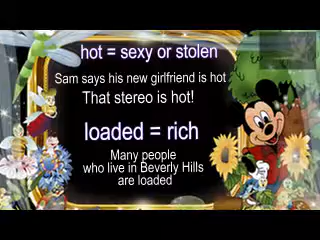 hot = sexy or stolen
Sam says his new girlfriend is hot
That stereo is hot!
loaded = rich
Many people
who live in Beverly Hills
are loaded